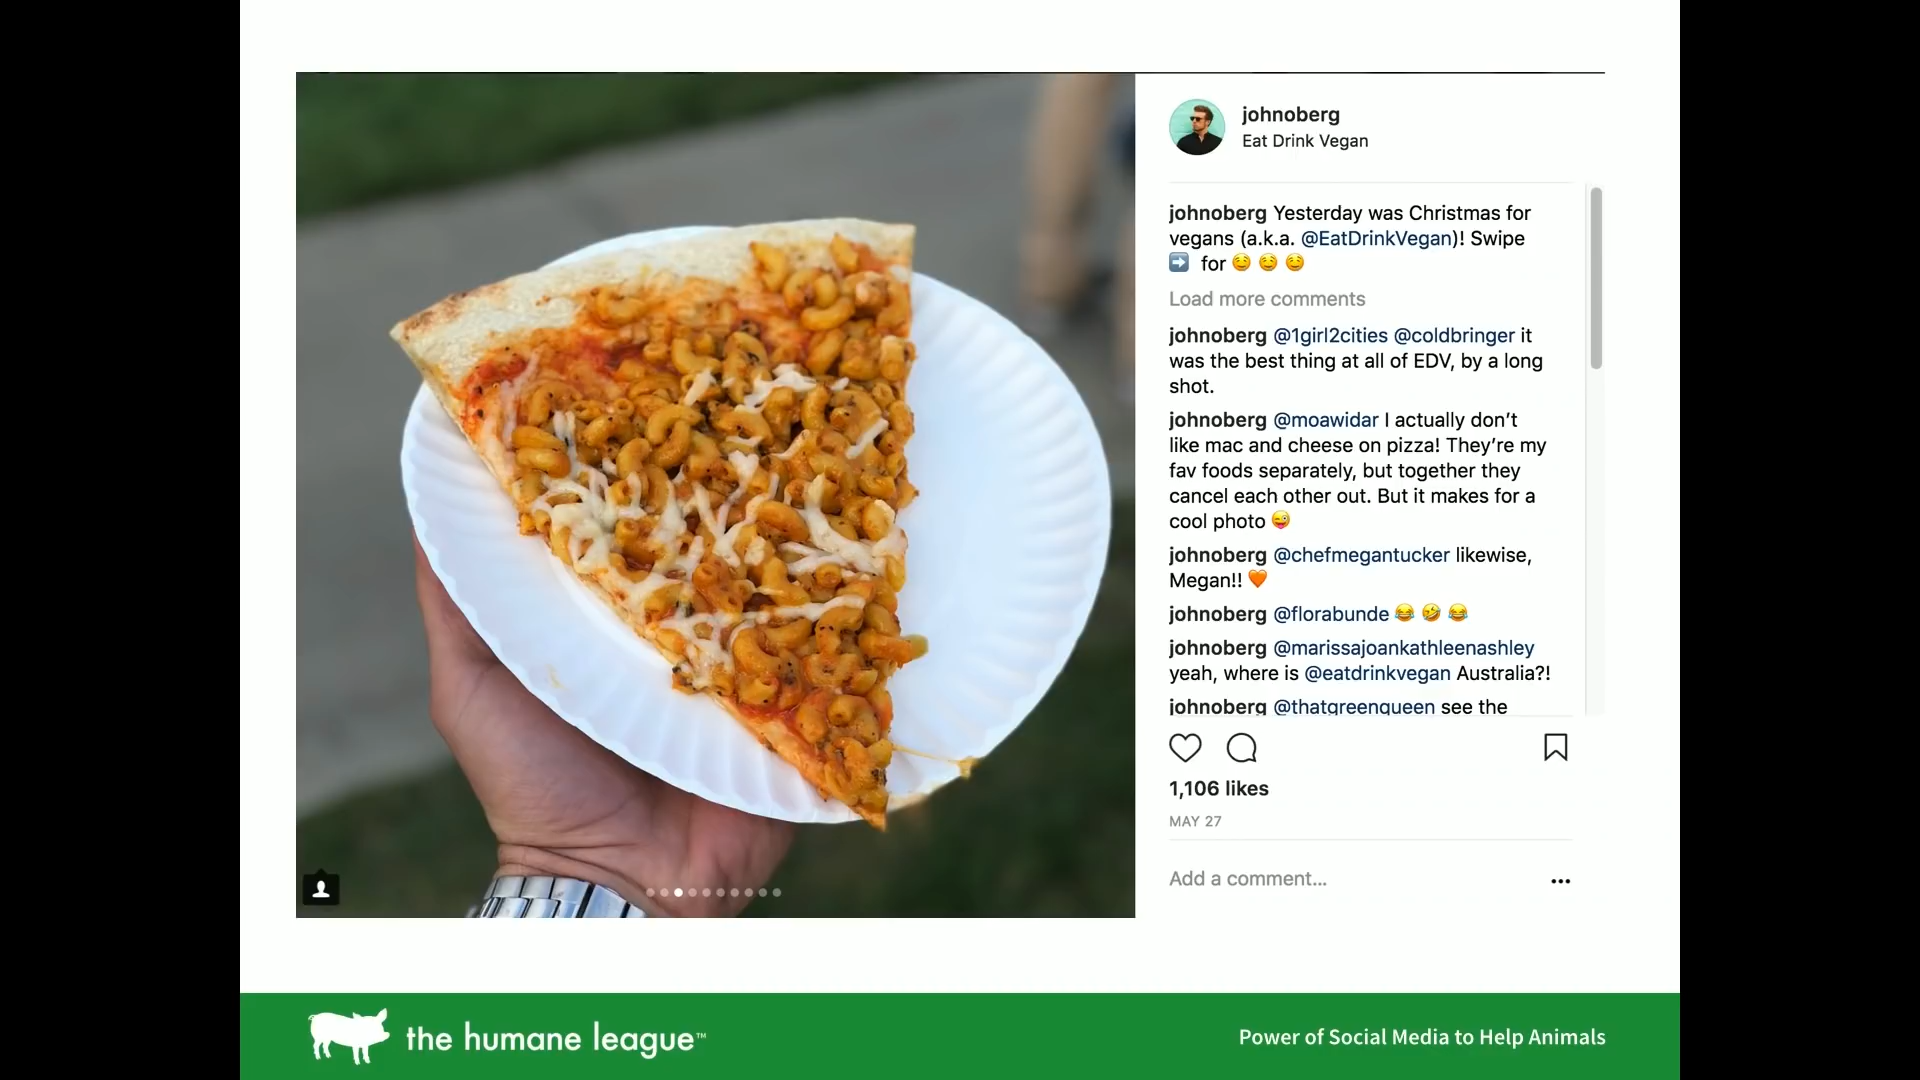 johnoberg
Eat Drink Vegan
johnoberg Yesterday was Christmas for
vegans (a.k.a. @EatDrinkVegan)! Swipe
➡️ for 😋 😋 😋
Load more comments
johnoberg @1girl2cities @coldbringer it
was the best thing at all of EDV, by a long
shot.
johnoberg @moawidar I actually don’t
like mac and cheese on pizza! They’re my
fav foods separately, but together they
cancel each other out. But it makes for a
cool photo 😜
johnoberg @chefmegantucker likewise,
Megan!! 🧡
johnoberg @florabunde 😂 🤣 😂
johnoberg @marissajoankathleenashley
yeah, where is @eatdrinkvegan Australia?!
johnoberg @thatgreenqueen see the
1,106 likes
MAY 27
Add a comment...
the humane league™
Power of Social Media to Help Animals